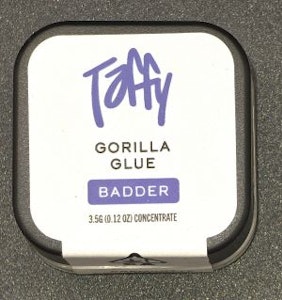 Taffy
GORILLA
GLUE
BADDER
3.5G (0.12 OZ) CONCENTRATE